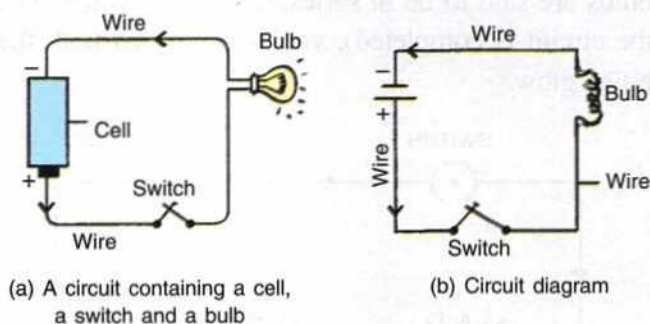 Wire
Bulb
−
Cell
+
Switch
Wire
(a) A circuit containing a cell,
a switch and a bulb
Wire
−
+
Bulb
Wire
Wire
Switch
(b) Circuit diagram